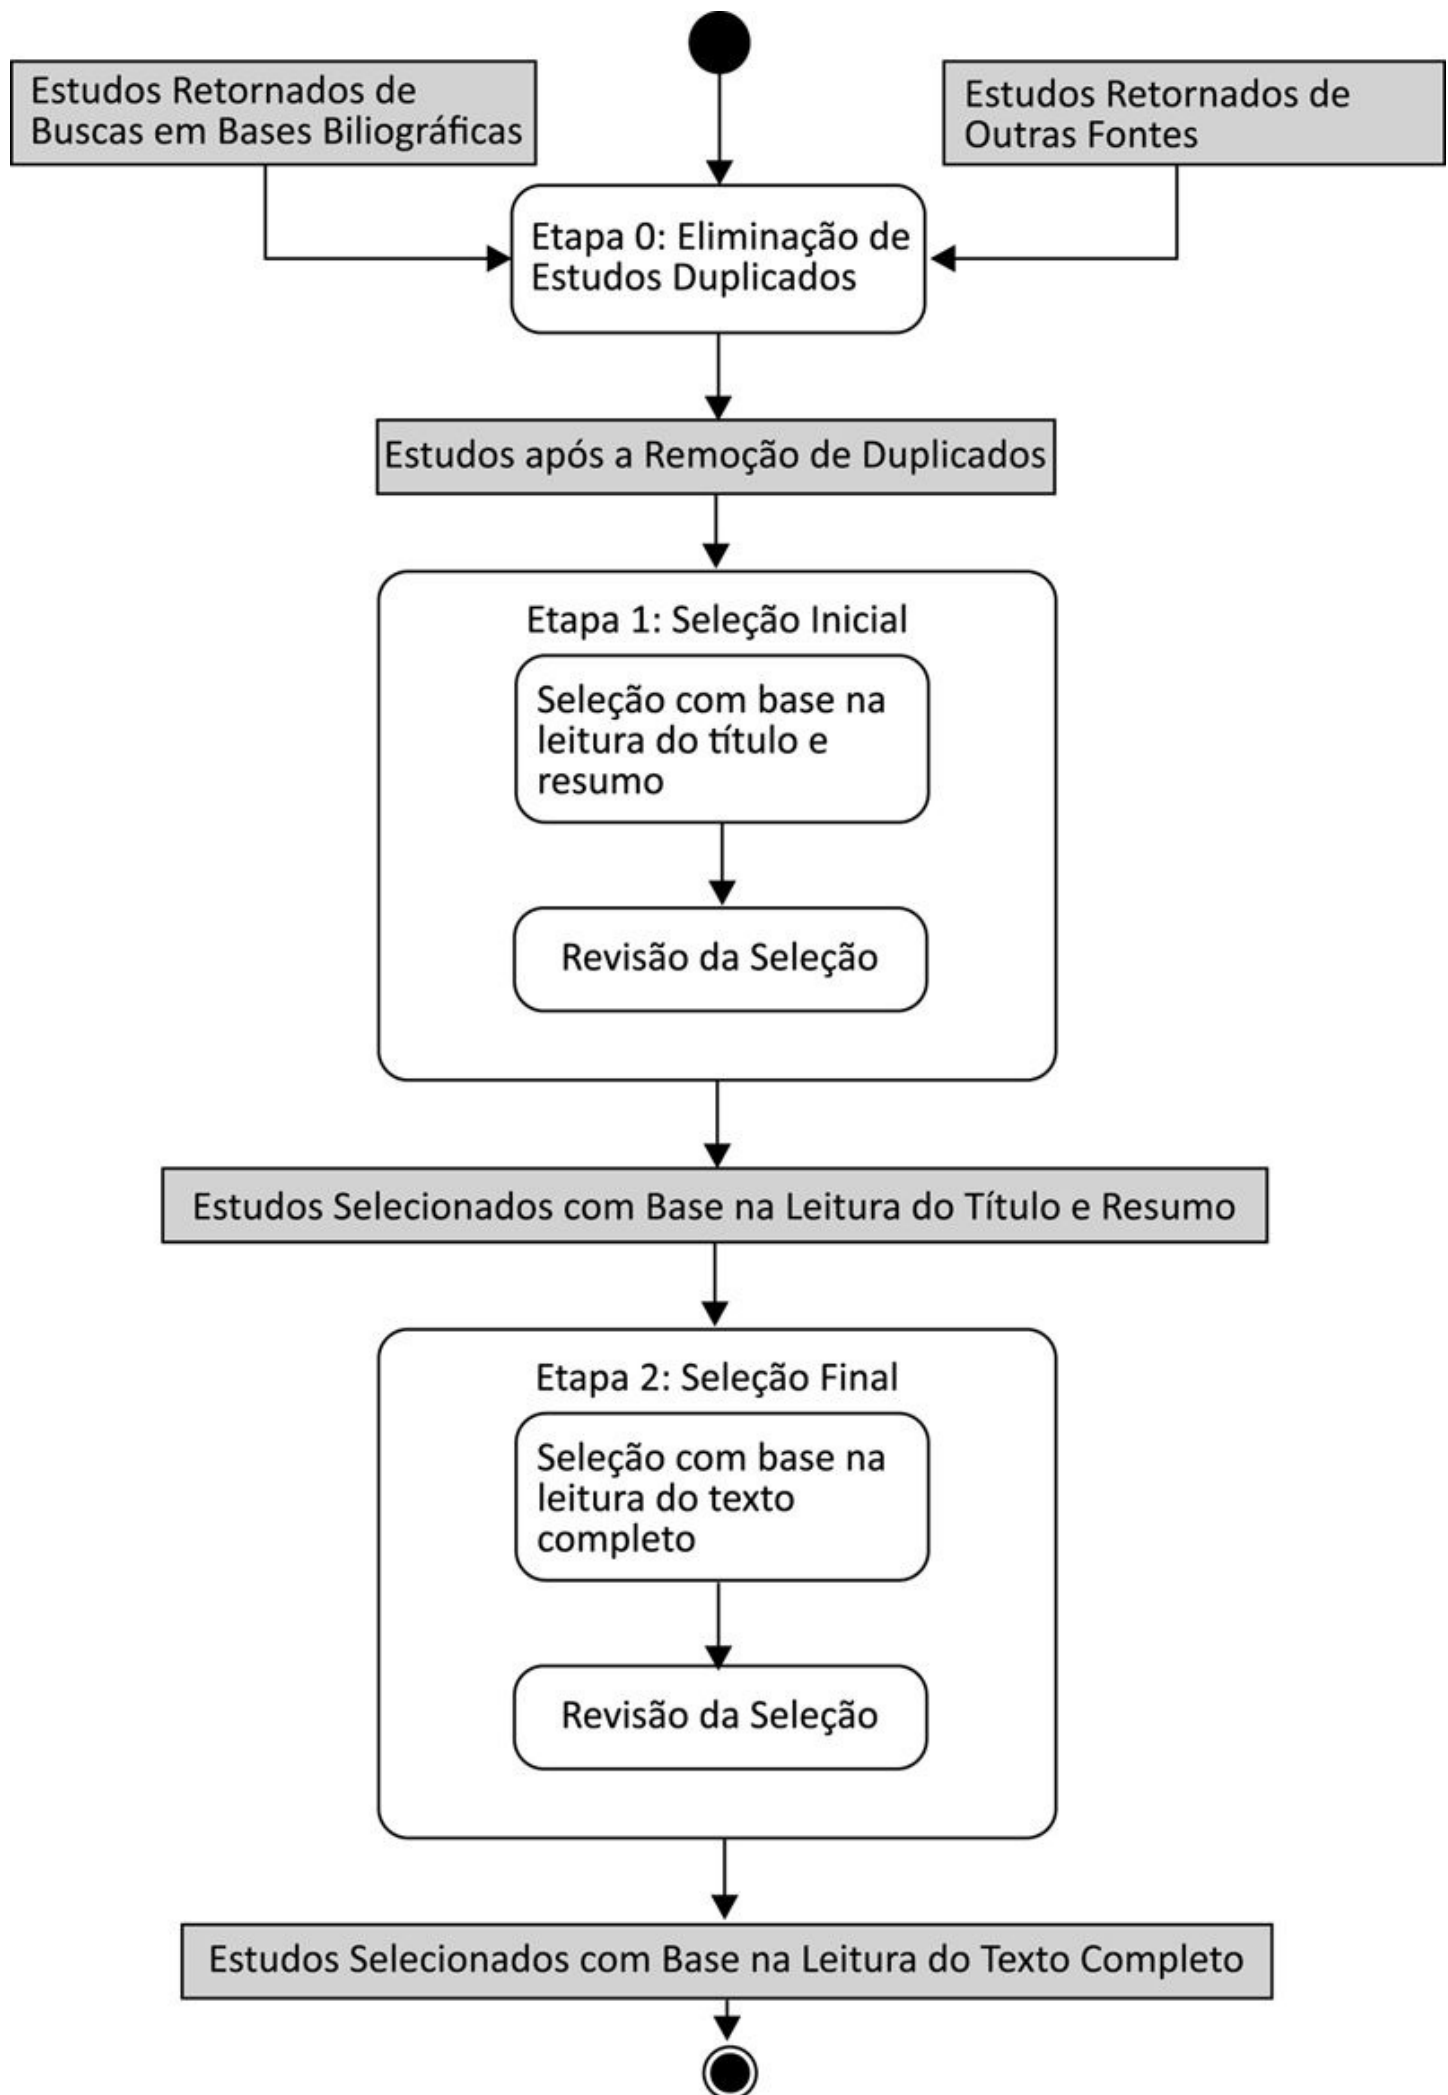 Estudos Retornados de
Buscas em Bases Biliográficas
Estudos Retornados de
Outras Fontes
Etapa 0: Eliminação de
Estudos Duplicados
Estudos após a Remoção de Duplicados
Etapa 1: Seleção Inicial
Seleção com base na
leitura do título e
resumo
Revisão da Seleção
Estudos Selecionados com Base na Leitura do Título e Resumo
Etapa 2: Seleção Final
Seleção com base na
leitura do texto
completo
Revisão da Seleção
Estudos Selecionados com Base na Leitura do Texto Completo